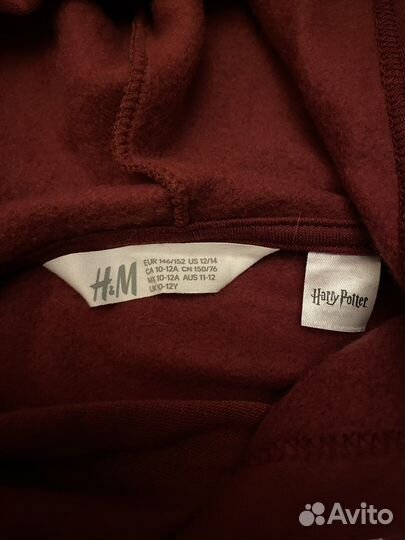 H&M
EUR 146/152 US 12/14
CA 10-12A CN 150/76
MX 10-12A AUS 11-12
UK 10-12Y
Harry Potter
Avito